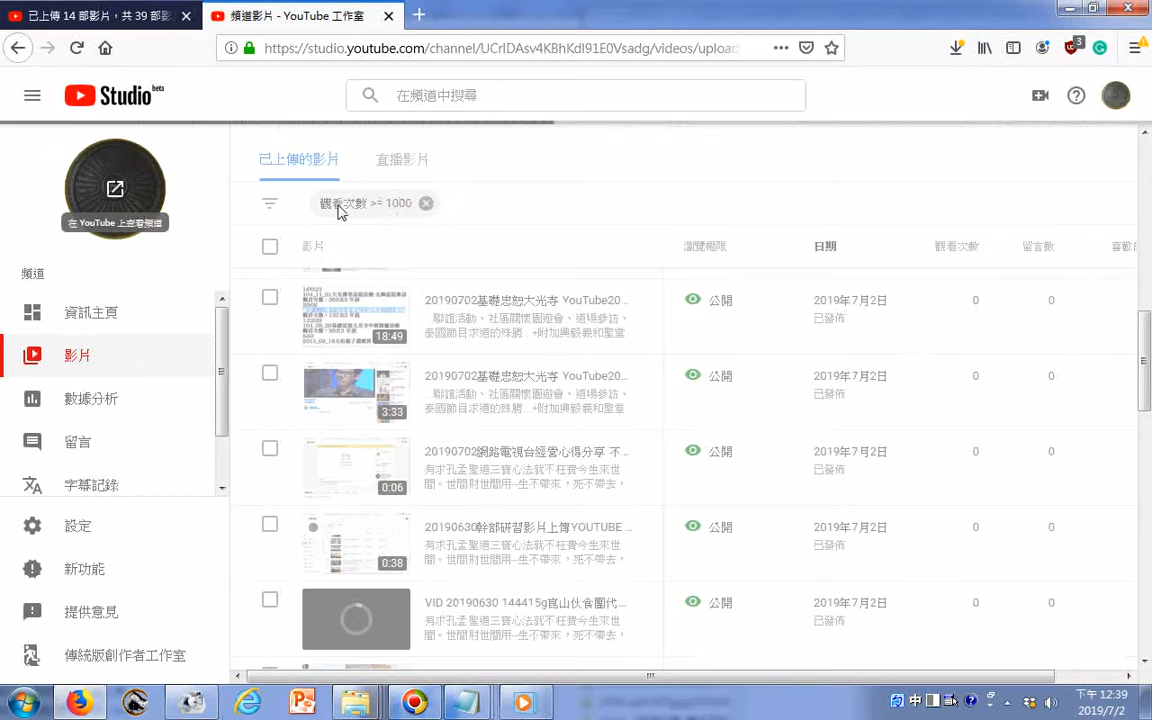 已上傳 14 部影片，共 39 部影
頻道影片 - YouTube 工作室
https://studio.youtube.com/channel/UCrIDAsv4KBhKdl91E0Vsadg/videos/upload
3
Studio beta
在頻道中搜尋
在 YouTube 上查看頻道
頻道
資訊主頁
影片
數據分析
留言
字幕記錄
設定
新功能
提供意見
傳統版創作者工作室
已上傳的影片
直播影片
觀看次數 >= 1000
影片
瀏覽權限
日期
觀看次數
留言數
喜歡
18:49
20190702基礎忠恕大光寺 YouTube20...
...聯誼活動、社區關懷園遊會、道場參訪、
泰國節目求道的殊勝... +附加興毅義和聖堂
公開
2019年7月2日
已發佈
0
0
3:33
20190702基礎忠恕大光寺 YouTube20...
...聯誼活動、社區關懷園遊會、道場參訪、
泰國節目求道的殊勝... +附加興毅義和聖堂
公開
2019年7月2日
已發佈
0
0
0:06
20190702網路電視台經營心得分享 不...
有求孔孟聖道三寶心法就不枉費今生來世
間。世間財世間用--生不帶來，死不帶去，
公開
2019年7月2日
已發佈
0
0
0:38
20190630幹部研習影片上傳YOUTUBE ...
有求孔孟聖道三寶心法就不枉費今生來世
間。世間財世間用--生不帶來，死不帶去，
公開
2019年7月2日
已發佈
0
0
VID 20190630 144415g崑山伙食團代...
有求孔孟聖道三寶心法就不枉費今生來世
間。世間財世間用--生不帶來，死不帶去，
公開
2019年7月2日
已發佈
0
0
中
下午 12:39
2019/7/2